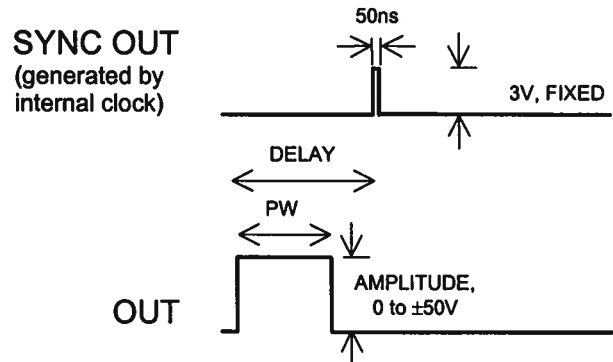 50ns
SYNC OUT
(generated by
internal clock)
3V, FIXED
DELAY
PW
AMPLITUDE,
0 to ±50V
OUT